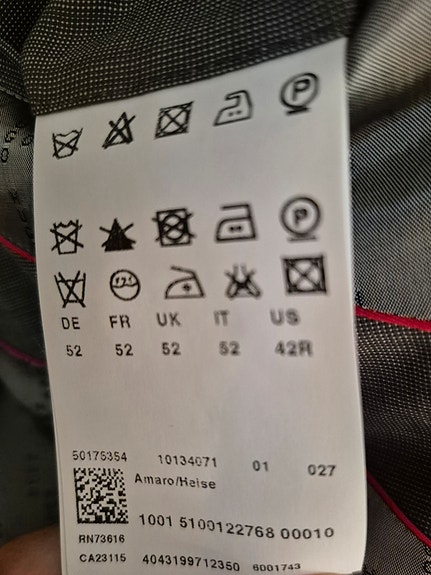 P
P
DE FR UK IT US
52 52 52 52 42R
50175354 10134071 01 027
Amaro/Heise
1001 5100122768 00010
RN73616
CA23115 4043199712350 6001743